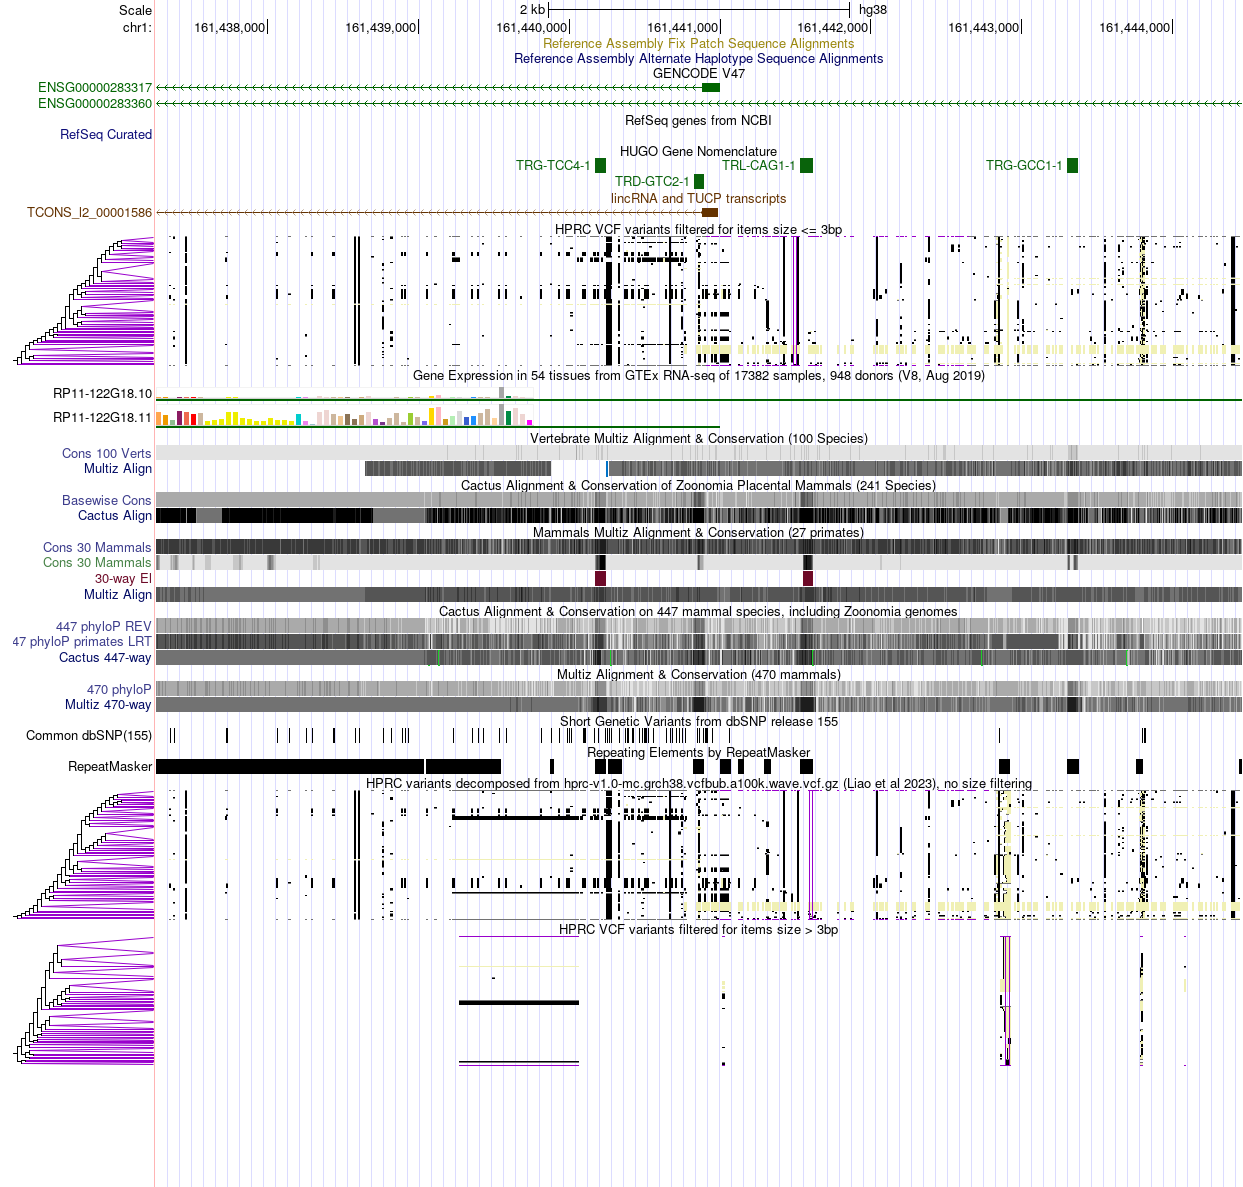 Scale 2 kb hg38
chr1: 161,438,000 161,439,000 161,440,000 161,441,000 161,442,000 161,443,000 161,444,000
Reference Assembly Fix Patch Sequence Alignments
Reference Assembly Alternate Haplotype Sequence Alignments
GENCODE V47
ENSG00000283317
ENSG00000283360
RefSeq genes from NCBI
RefSeq Curated
HUGO Gene Nomenclature
TRG-TCC4-1 TRL-CAG1-1 TRG-GCC1-1
TRD-GTC2-1
lincRNA and TUCP transcripts
TCONS_l2_00001586
HPRC VCF variants filtered for items size <= 3bp
Gene Expression in 54 tissues from GTEx RNA-seq of 17382 samples, 948 donors (V8, Aug 2019)
RP11-122G18.10
RP11-122G18.11
Vertebrate Multiz Alignment & Conservation (100 Species)
Cons 100 Verts
Multiz Align
Cactus Alignment & Conservation of Zoonomia Placental Mammals (241 Species)
Basewise Cons
Cactus Align
Mammals Multiz Alignment & Conservation (27 primates)
Cons 30 Mammals
Cons 30 Mammals
30-way El
Multiz Align
Cactus Alignment & Conservation on 447 mammal species, including Zoonomia genomes
447 phyloP REV
47 phyloP primates LRT
Cactus 447-way
Multiz Alignment & Conservation (470 mammals)
470 phyloP
Multiz 470-way
Short Genetic Variants from dbSNP release 155
Common dbSNP(155)
Repeating Elements by RepeatMasker
RepeatMasker
HPRC variants decomposed from hprc-v1.0-mc.grch38.vcfbub.a100k.wave.vcf.gz (Liao et al 2023), no size filtering
HPRC VCF variants filtered for items size > 3bp